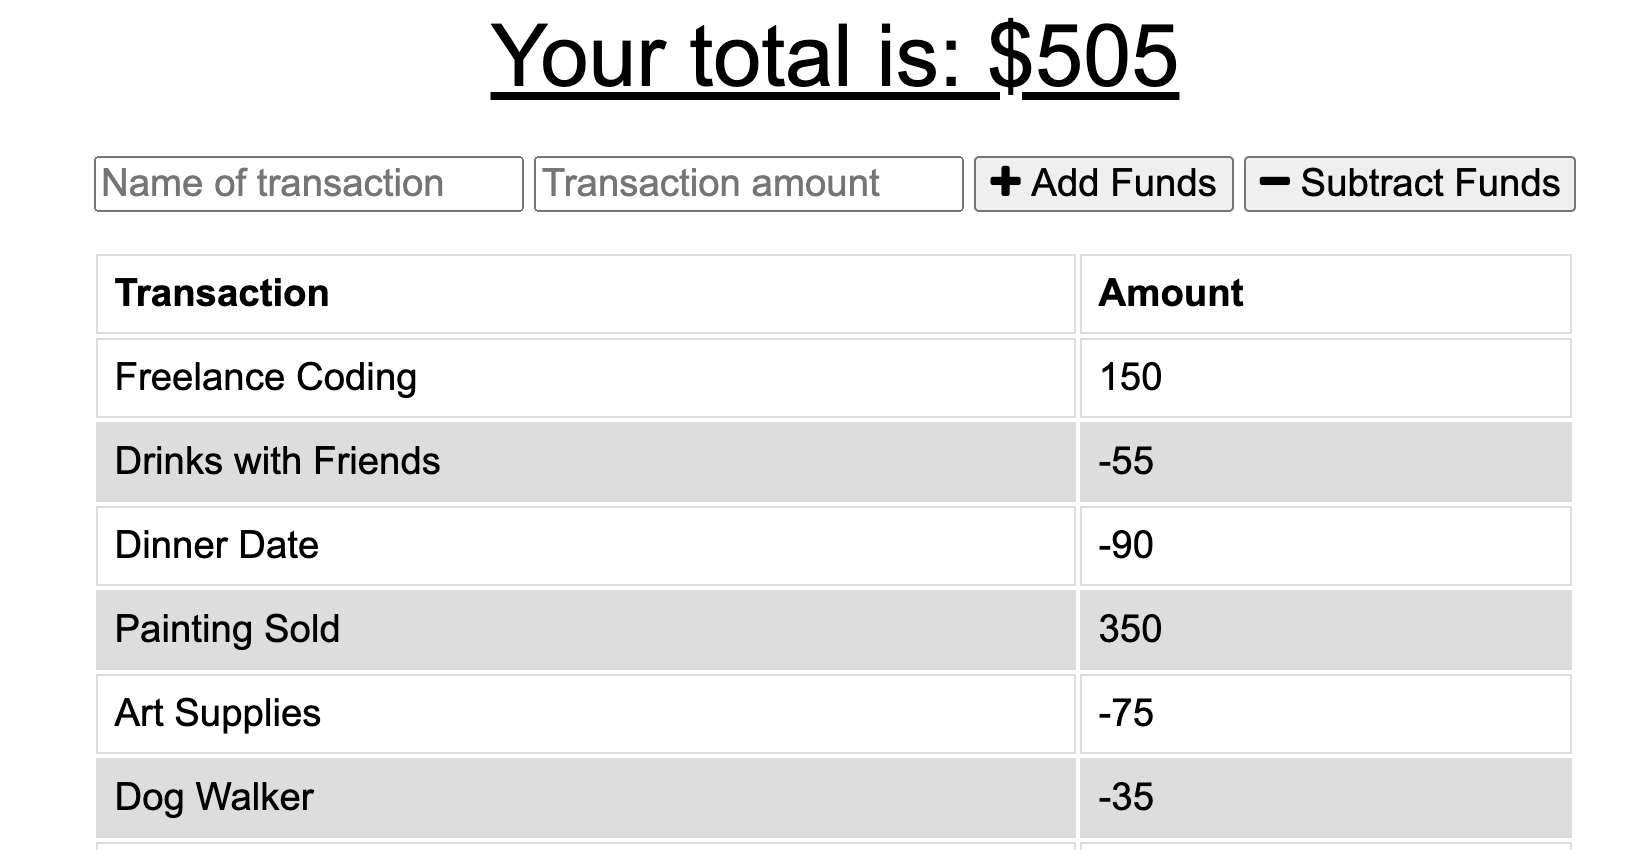 Your total is: $505
Name of transaction Transaction amount + Add Funds - Subtract Funds
Transaction Amount
Freelance Coding 150
Drinks with Friends -55
Dinner Date -90
Painting Sold 350
Art Supplies -75
Dog Walker -35